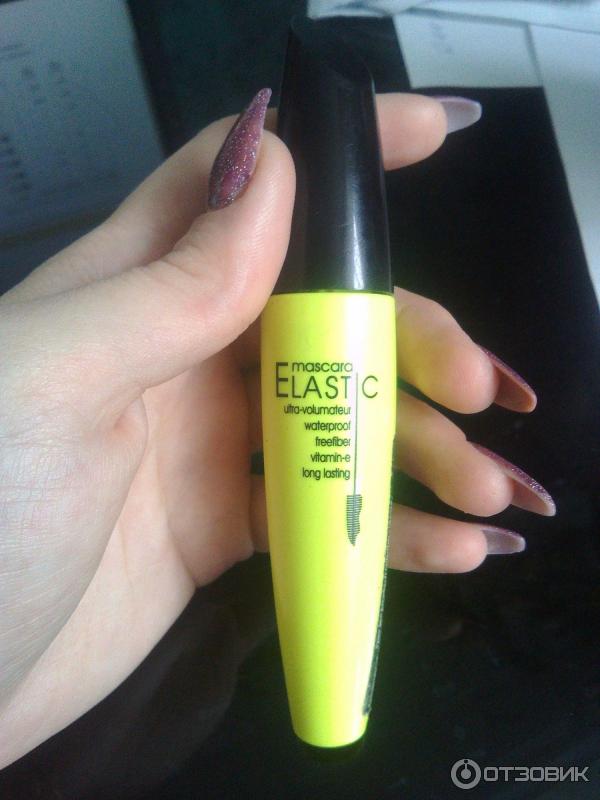 mascara
ELASTIC
ultra-volumateur
waterproof
freefiber
vitamin-e
long lasting
ОТЗОВИК